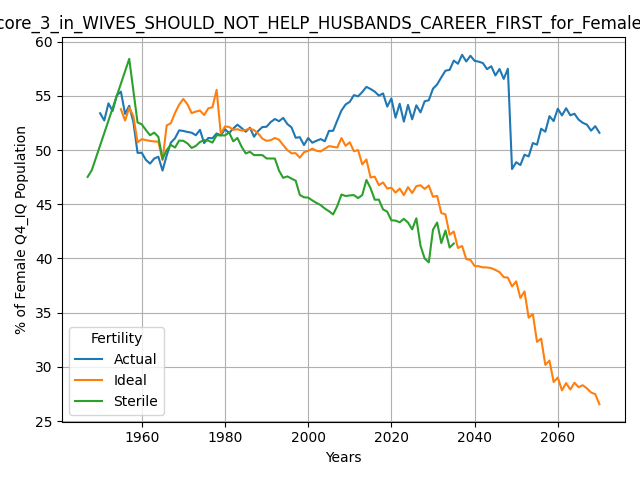 core_3_in_WIVES_SHOULD_NOT_HELP_HUSBANDS_CAREER_FIRST_for_Female
60
55
50
45
40
35
30
25
% of Female Q4_IQ Population
Fertility
Actual
Ideal
Sterile
1960 1980 2000 2020 2040 2060
Years